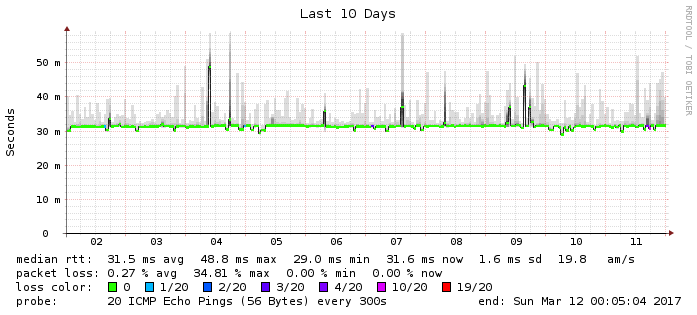 Last 10 Days
RRDTOOL / TOBI OETIKER
Seconds
50 m
40 m
30 m
20 m
10 m
0
02 03 04 05 06 07 08 09 10 11
median rtt: 31.5 ms avg 48.8 ms max 29.0 ms min 31.6 ms now 1.6 ms sd 19.8 am/s
packet loss: 0.27 % avg 34.81 % max 0.00 % min 0.00 % now
loss color: 0 1/20 2/20 3/20 4/20 10/20 19/20
probe: 20 ICMP Echo Pings (56 Bytes) every 300s end: Sun Mar 12 00:05:04 2017